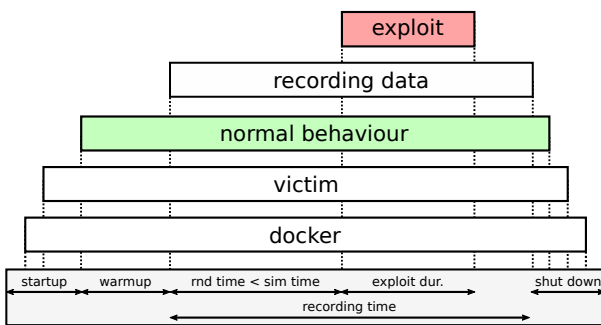 exploit
recording data
normal behaviour
victim
docker
startup warmup rnd time < sim time exploit dur. shut down
recording time